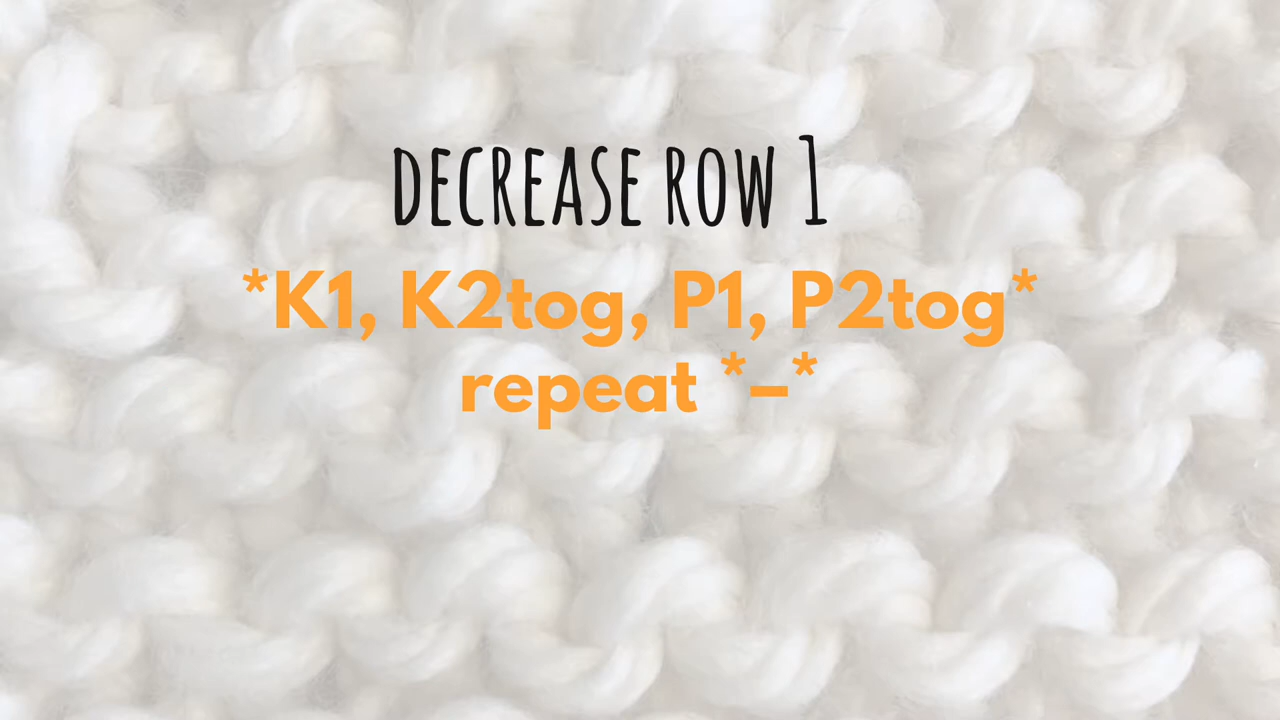 DECREASE ROW 1
*K1, K2tog, P1, P2tog*
repeat *–*